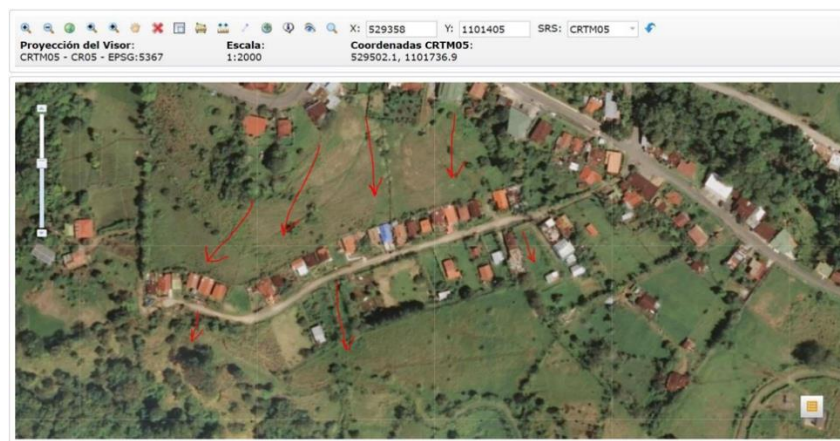 X: 529358 Y: 1101405 SRS: CRTM05
Proyección del Visor: Escala: Coordenadas CRTM05:
CRTM05 - CR05 - EPSG:5367 1:2000 529502.1, 1101736.9